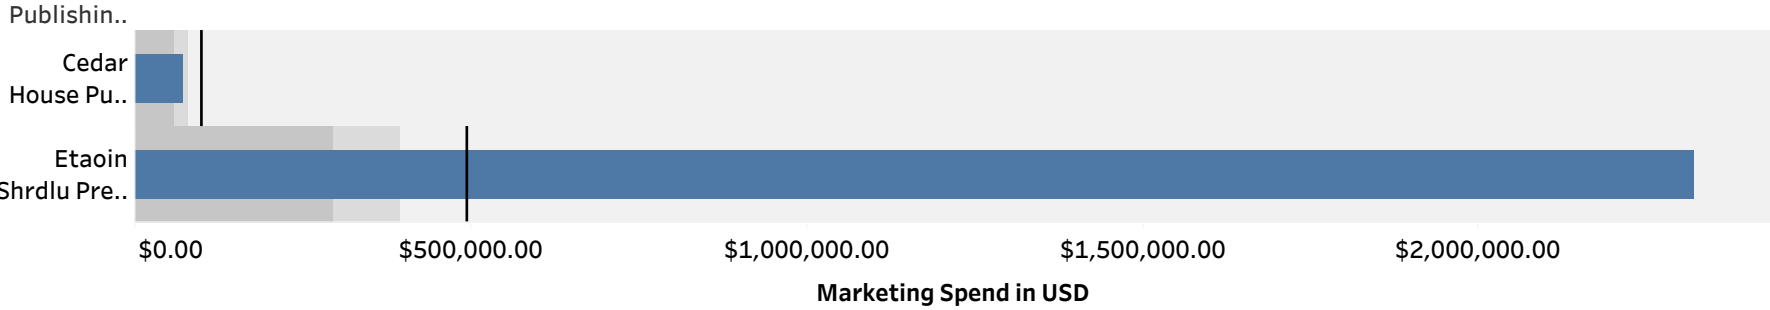 Publishin..
Cedar
House Pu..
Etaoin
Shrdlu Pre..
$0.00 $500,000.00 $1,000,000.00 $1,500,000.00 $2,000,000.00
Marketing Spend in USD